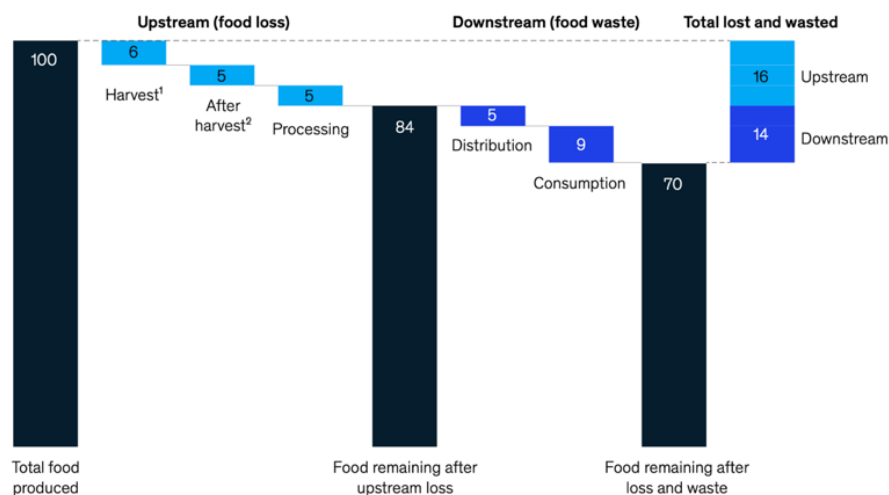 Upstream (food loss)
Downstream (food waste)
Total lost and wasted
100
6
Harvest¹
5
After
harvest²
5
Processing
84
5
Distribution
9
Consumption
70
16
Upstream
14
Downstream
Total food
produced
Food remaining after
upstream loss
Food remaining after
loss and waste